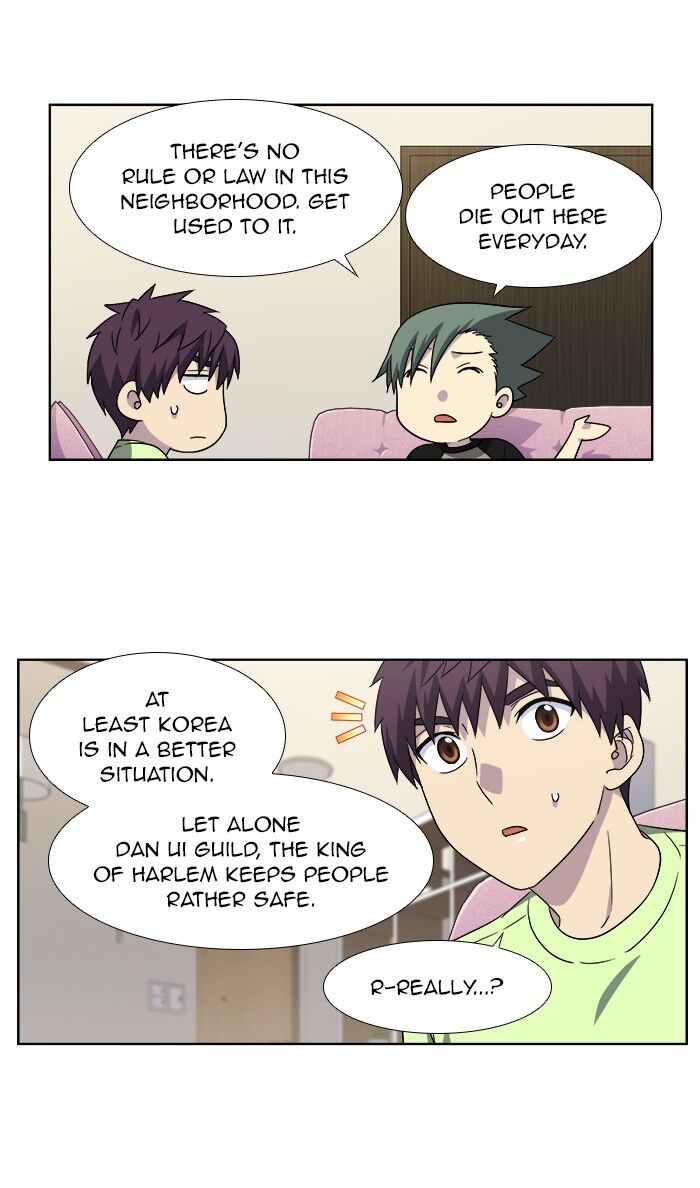 THERE'S NO
RULE OR LAW IN THIS
NEIGHBORHOOD. GET
USED TO IT.
PEOPLE
DIE OUT HERE
EVERYDAY.
AT
LEAST KOREA
IS IN A BETTER
SITUATION.
LET ALONE
DAN UI GUILD, THE KING
OF HARLEM KEEPS PEOPLE
RATHER SAFE.
R-REALLY...?